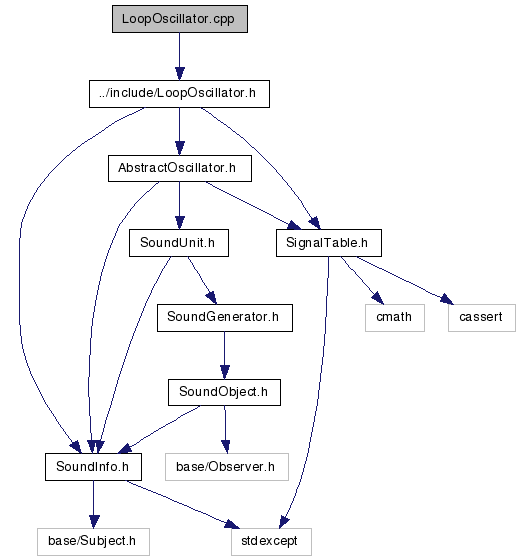 LoopOscillator.cpp
../include/LoopOscillator.h
AbstractOscillator.h
SoundUnit.h
SignalTable.h
SoundGenerator.h
cmath
cassert
SoundObject.h
SoundInfo.h
base/Observer.h
base/Subject.h
stdexcept